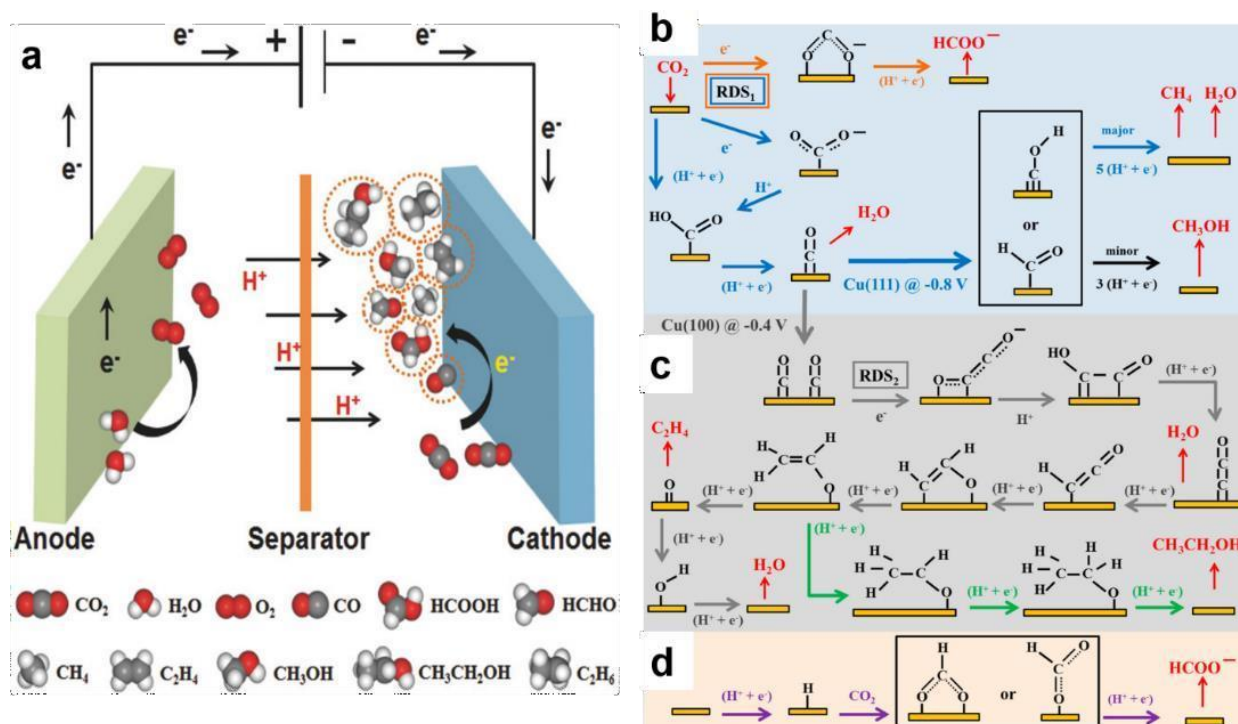 a
e⁻
+
-
e⁻
e⁻
e⁻
e⁻
e⁻
H⁺
H⁺
H⁺
H⁺
Anode
Separator
Cathode
CO₂
H₂O
O₂
CO
HCOOH
HCHO
CH₄
C₂H₄
CH₃OH
CH₃CH₂OH
C₂H₆
b
CO₂
e⁻
RDS₁
C
O O
−
(H⁺ + e⁻)
HCOO⁻
(H⁺ + e⁻)
e⁻
O O
−
C
H⁺
HO O
C
(H⁺ + e⁻)
O
C
H₂O
Cu(111) @ -0.8 V
H
O
C
or
H O
C
major
5 (H⁺ + e⁻)
CH₄ H₂O
minor
3 (H⁺ + e⁻)
CH₃OH
Cu(100) @ -0.4 V
c
O O
C C
RDS₂
e⁻
O
−
C
O C
H⁺
HO O
C C
(H⁺ + e⁻)
O
C
C
H₂O
(H⁺ + e⁻)
O
C
H C
(H⁺ + e⁻)
H
C
H C O
(H⁺ + e⁻)
H H
C C
H O
(H⁺ + e⁻)
C₂H₄
O
(H⁺ + e⁻)
H
O
(H⁺ + e⁻)
H₂O
(H⁺ + e⁻)
H H
H C C
H O
(H⁺ + e⁻)
H H
H C C H
H O
(H⁺ + e⁻)
CH₃CH₂OH
d
(H⁺ + e⁻)
H
CO₂
H
C
O O
or
H O
C
O
(H⁺ + e⁻)
HCOO⁻